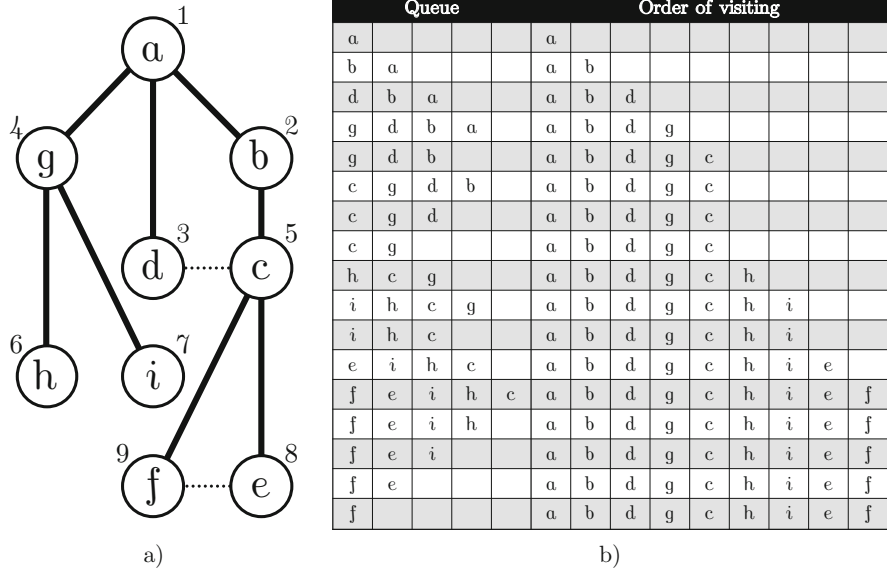 1
a
4
2
g
b
3
5
d
c
6
7
h
i
9
8
f
e
a)
Queue Order of visiting
a a
b a a b
d b a a b d
g d b a a b d g
g d b a b d g c
c g d b a b d g c
c g d a b d g c
c g a b d g c
h c g a b d g c h
i h c g a b d g c h i
i h c a b d g c h i
e i h c a b d g c h i e
f e i h c a b d g c h i e f
f e i h a b d g c h i e f
f e i a b d g c h i e f
f e a b d g c h i e f
f a b d g c h i e f
b)